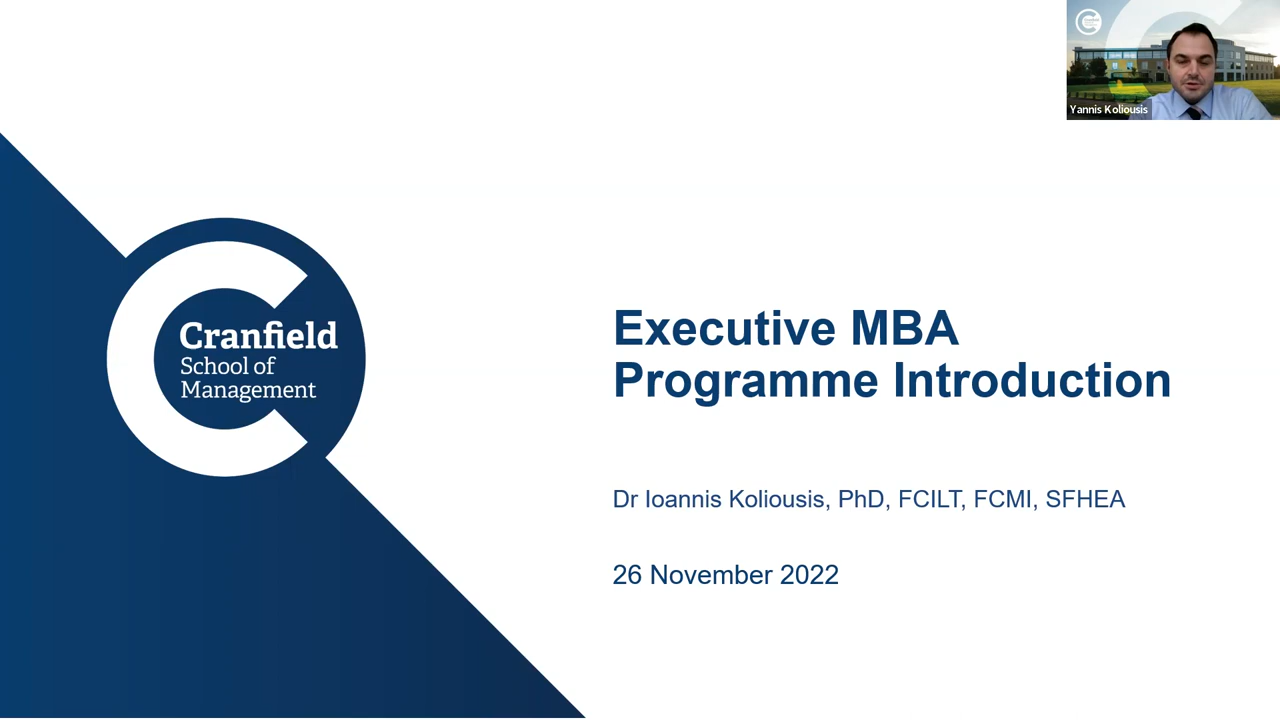 Yannis Koliousis
Cranfield
School of
Management
Executive MBA
Programme Introduction
Dr Ioannis Koliousis, PhD, FCILT, FCMI, SFHEA
26 November 2022